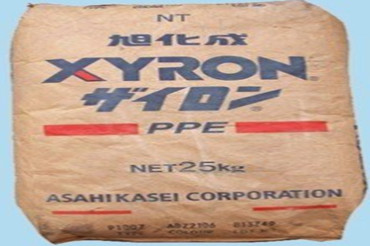 NT
旭化成
XYRON®
ザイロン®
PPE
NET25kg
ASAHI KASEI CORPORATION